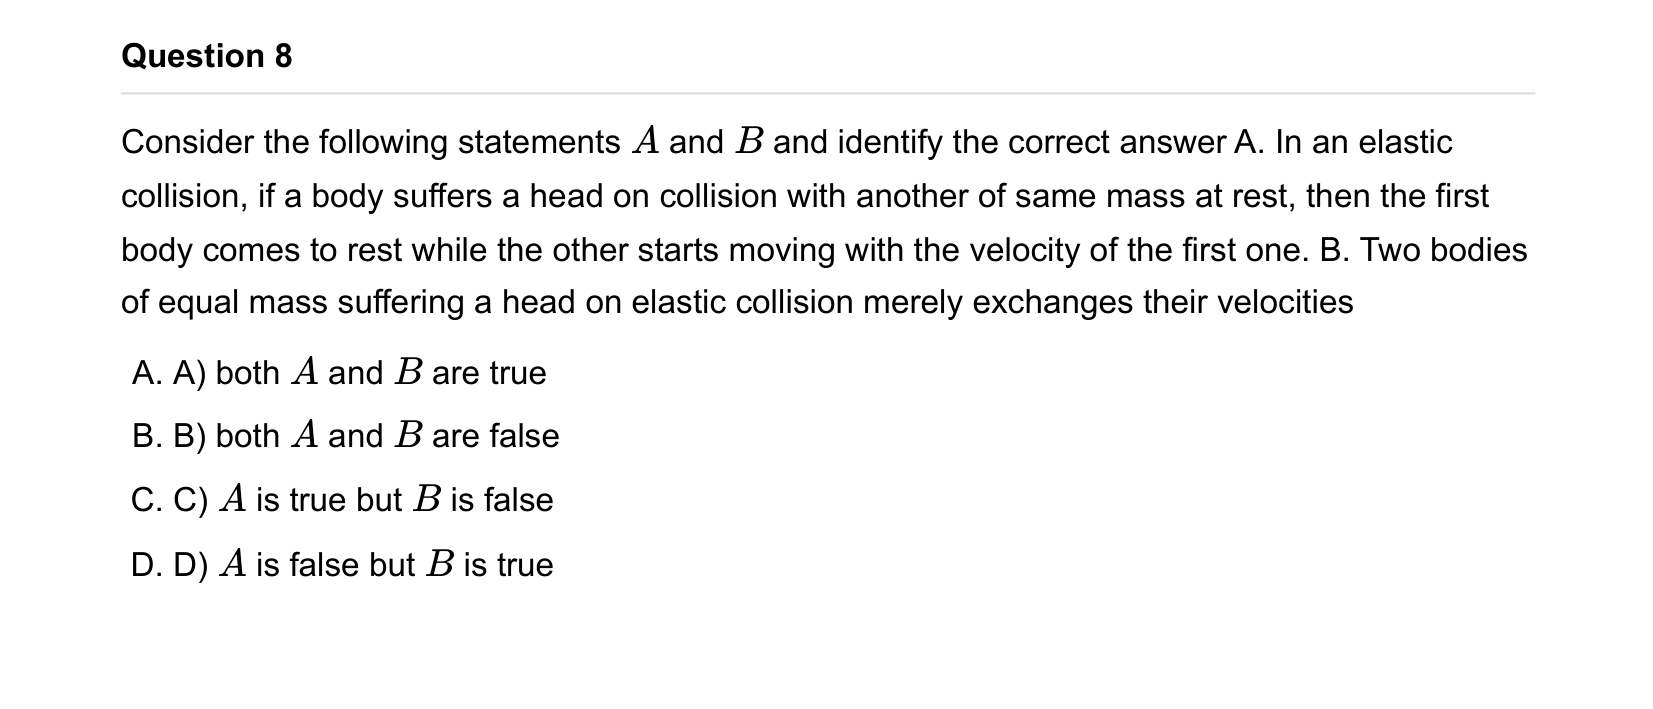 Question 8
Consider the following statements A and B and identify the correct answer A. In an elastic
collision, if a body suffers a head on collision with another of same mass at rest, then the first
body comes to rest while the other starts moving with the velocity of the first one. B. Two bodies
of equal mass suffering a head on elastic collision merely exchanges their velocities
A. A) both A and B are true
B. B) both A and B are false
C. C) A is true but B is false
D. D) A is false but B is true